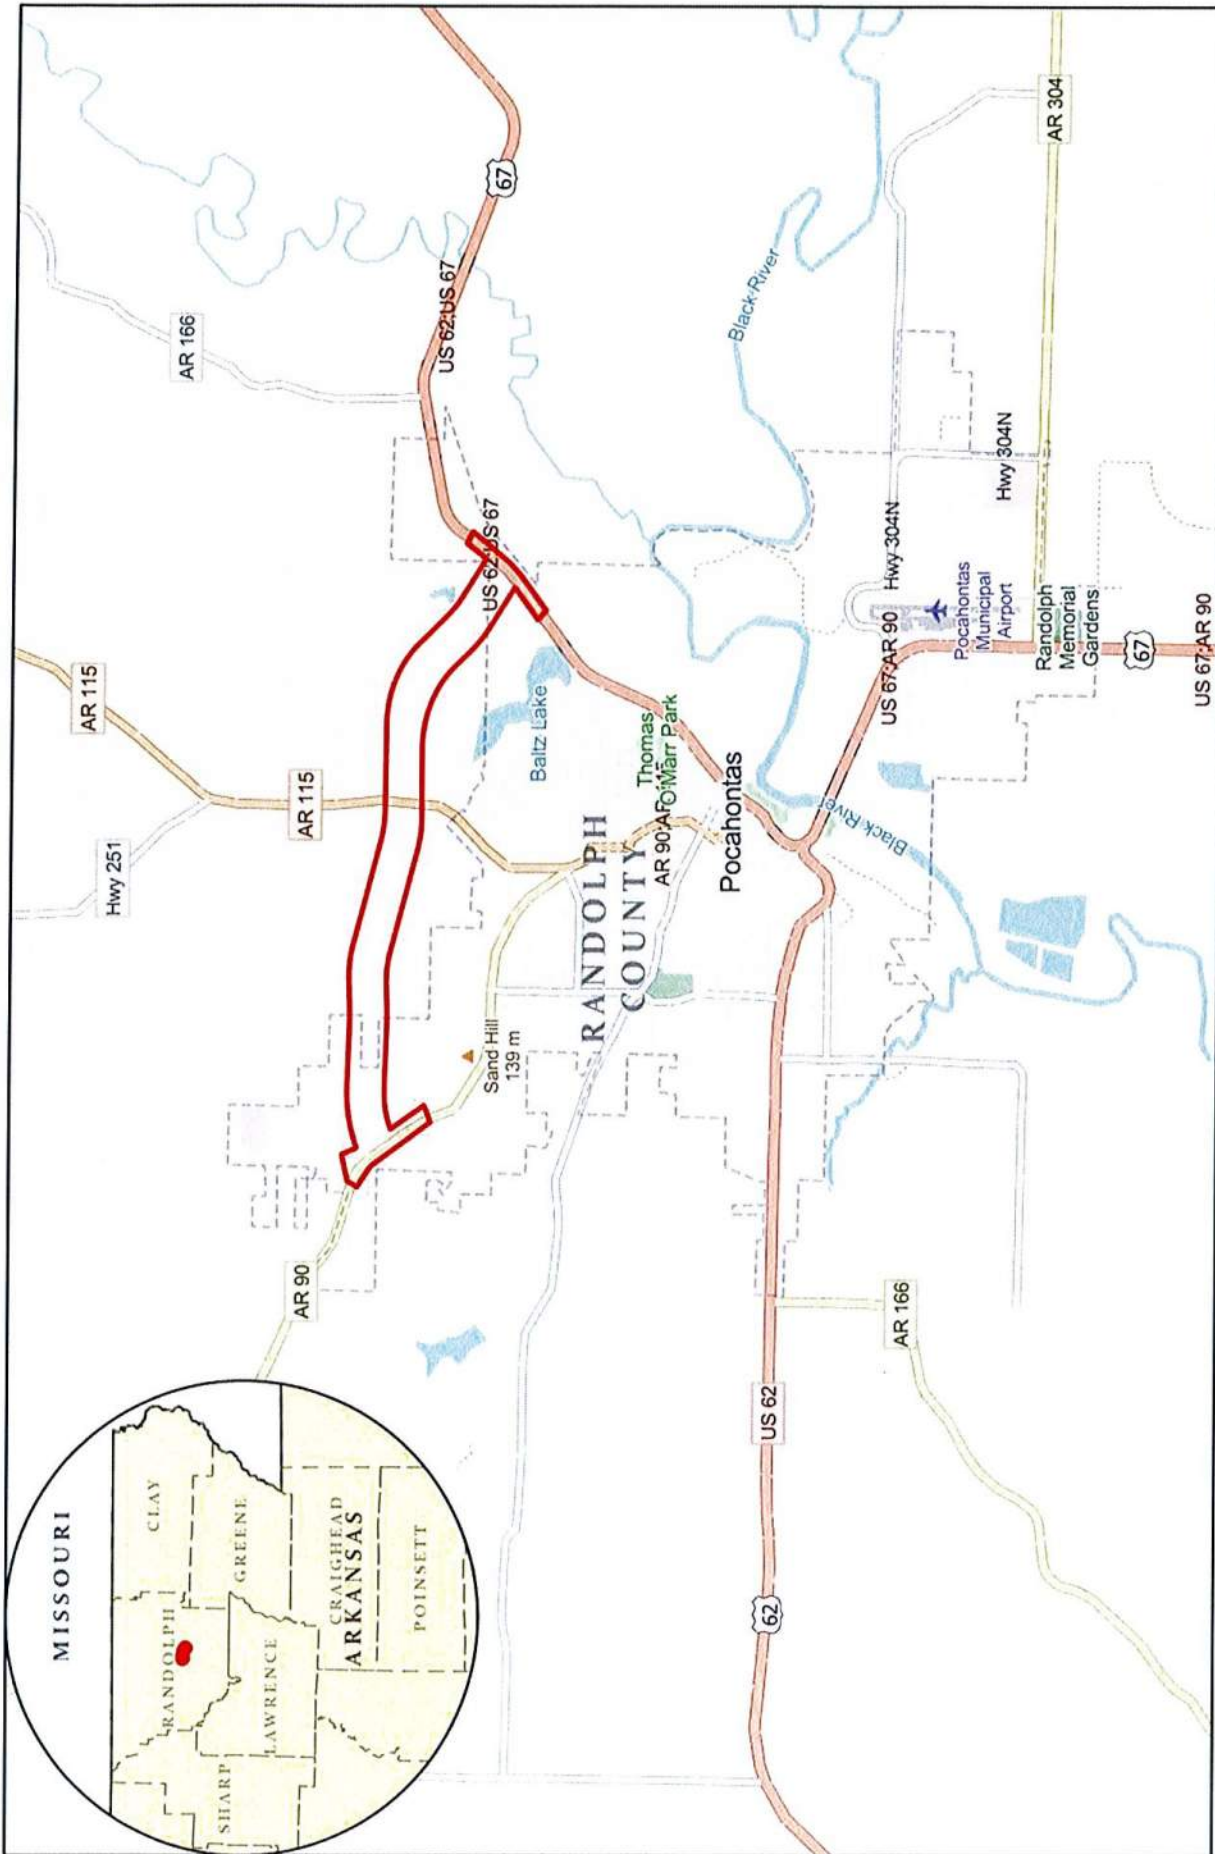 MISSOURI
CLAY
RANDOLPH
GREENE
SHARP
LAWRENCE
CRAIGHEAD
ARKANSAS
POINSETT
AR 90
Hwy 251
AR 115
AR 115
AR 166
67
US 62;US 67
US 62;US 67
Sand Hill
139 m
Baltz Lake
RANDOLPH
COUNTY
Thomas
O'Marr Park
Pocahontas
Black River
Black River
62
US 62
AR 166
US 67;AR 90
Hwy 304N
Hwy 304N
AR 304
Pocahontas
Municipal
Airport
Randolph
Memorial
Gardens
67
US 67;AR 90